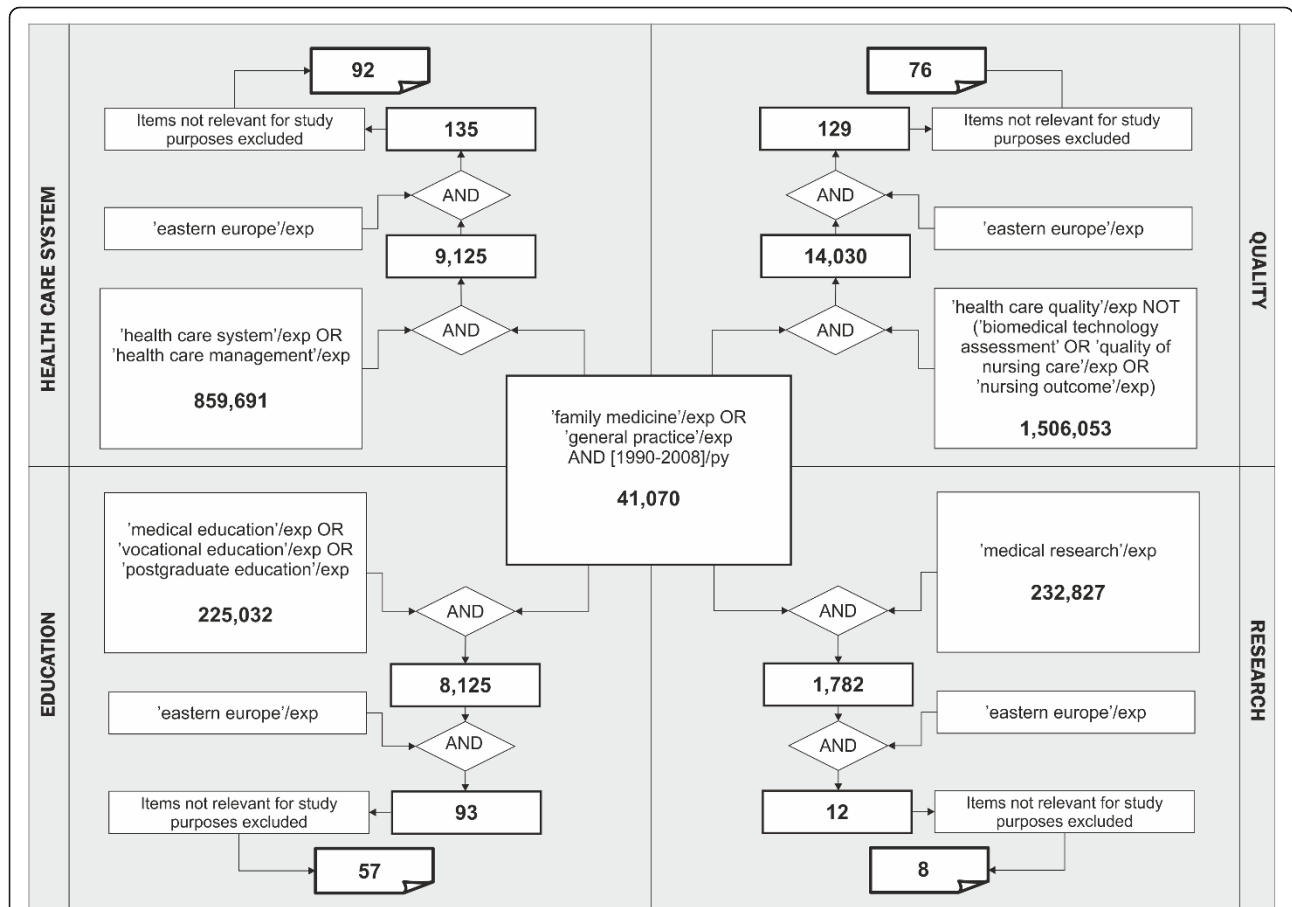 HEALTH CARE SYSTEM
92
Items not relevant for study
purposes excluded
135
AND
'eastern europe'/exp
9,125
'health care system'/exp OR
'health care management'/exp
859,691
AND
QUALITY
76
129
Items not relevant for study
purposes excluded
AND
'eastern europe'/exp
14,030
AND
'health care quality'/exp NOT
('biomedical technology
assessment' OR 'quality of
nursing care'/exp OR
'nursing outcome'/exp)
1,506,053
'family medicine'/exp OR
'general practice'/exp
AND [1990-2008]/py
41,070
EDUCATION
'medical education'/exp OR
'vocational education'/exp OR
'postgraduate education'/exp
225,032
AND
8,125
'eastern europe'/exp
AND
Items not relevant for study
purposes excluded
93
57
RESEARCH
'medical research'/exp
232,827
AND
1,782
'eastern europe'/exp
AND
12
Items not relevant for study
purposes excluded
8